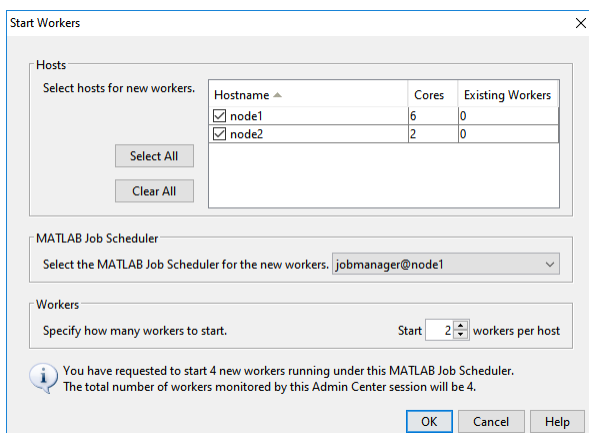 Start Workers
Hosts
Select hosts for new workers.
Hostname Cores Existing Workers
node1 6 0
node2 2 0
Select All
Clear All
MATLAB Job Scheduler
Select the MATLAB Job Scheduler for the new workers. jobmanager@node1
Workers
Specify how many workers to start. Start 2 workers per host
You have requested to start 4 new workers running under this MATLAB Job Scheduler.
The total number of workers monitored by this Admin Center session will be 4.
OK Cancel Help